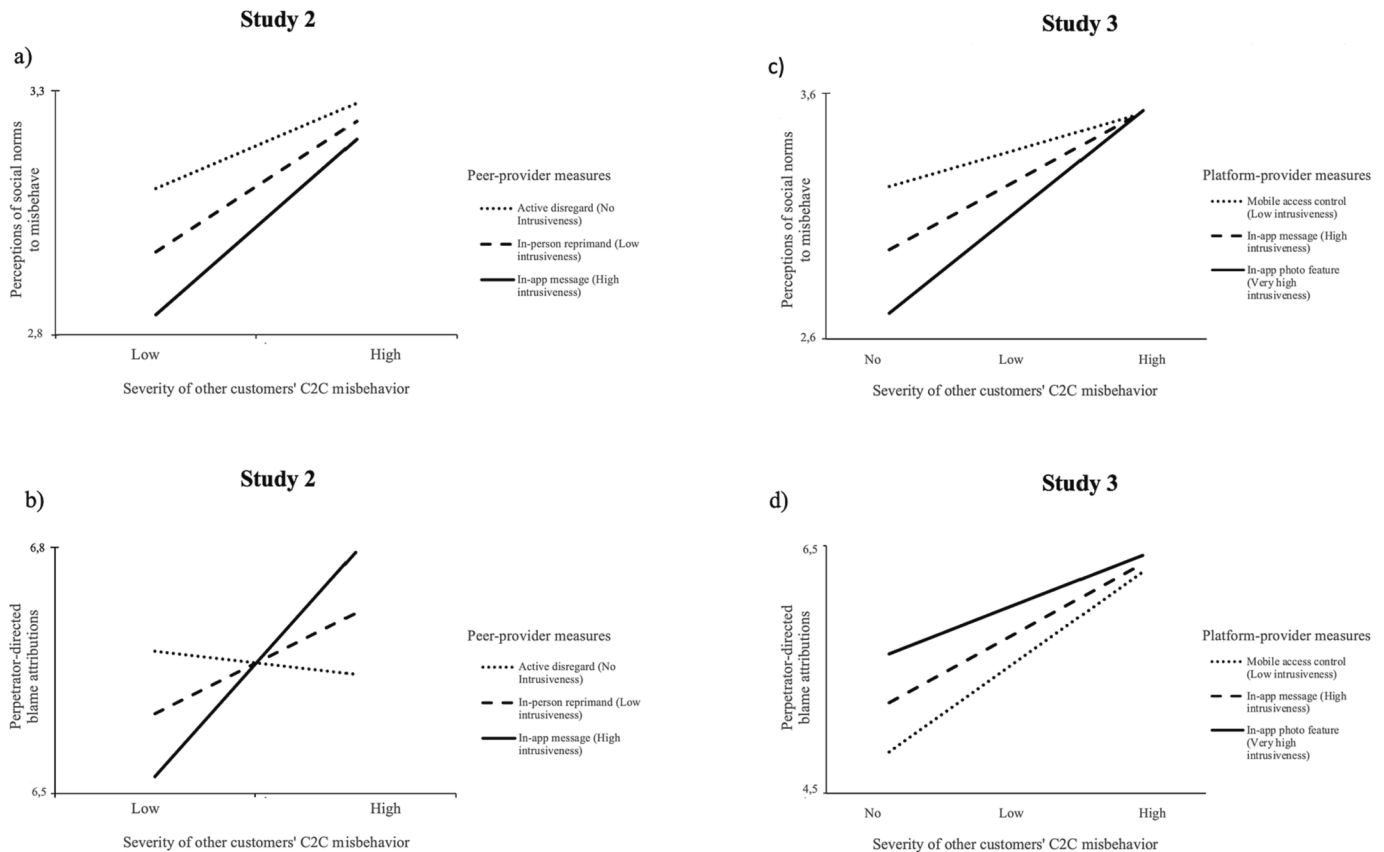 Study 2
a)
3,3
Perceptions of social norms
to misbehave
2,8
Low
High
Severity of other customers' C2C misbehavior
Peer-provider measures
Active disregard (No
Intrusiveness)
In-person reprimand (Low
intrusiveness)
In-app message (High
intrusiveness)
Study 3
c)
3,6
Perceptions of social norms
to misbehave
2,6
No
Low
High
Severity of other customers' C2C misbehavior
Platform-provider measures
Mobile access control
(Low intrusiveness)
In-app message (High
intrusiveness)
In-app photo feature
(Very high
intrusiveness)
Study 2
b)
6,8
Perpetrator-directed
blame attributions
6,5
Low
High
Severity of other customers' C2C misbehavior
Peer-provider measures
Active disregard (No
Intrusiveness)
In-person reprimand (Low
intrusiveness)
In-app message (High
intrusiveness)
Study 3
d)
6,5
Perpetrator-directed
blame attributions
4,5
No
Low
High
Severity of other customers' C2C misbehavior
Platform-provider measures
Mobile access control
(Low intrusiveness)
In-app message (High
intrusiveness)
In-app photo feature
(Very high
intrusiveness)